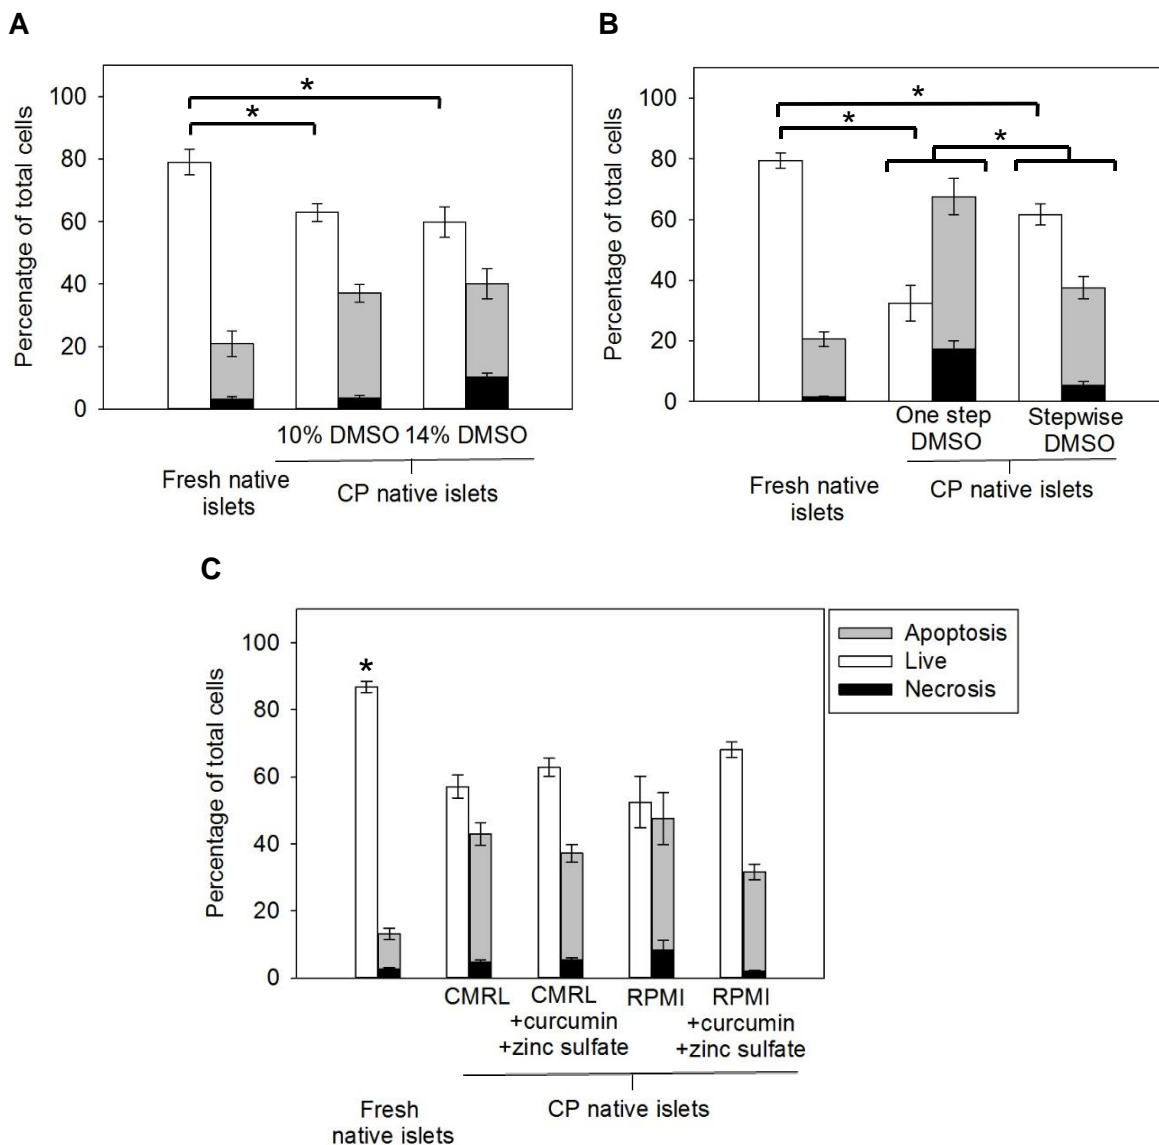 A
Percenatge of total cells
100
80
60
40
20
0
*
*
10% DMSO 14% DMSO
Fresh native
islets
CP native islets
B
Percentage of total cells
100
80
60
40
20
0
*
*
*
One step
DMSO
Stepwise
DMSO
Fresh native
islets
CP native islets
C
Percentage of total cells
100
80
60
40
20
0
*
CMRL
CMRL
+curcumin
+zinc sulfate
RPMI
RPMI
+curcumin
+zinc sulfate
Fresh
native islets
CP native islets
Apoptosis
Live
Necrosis